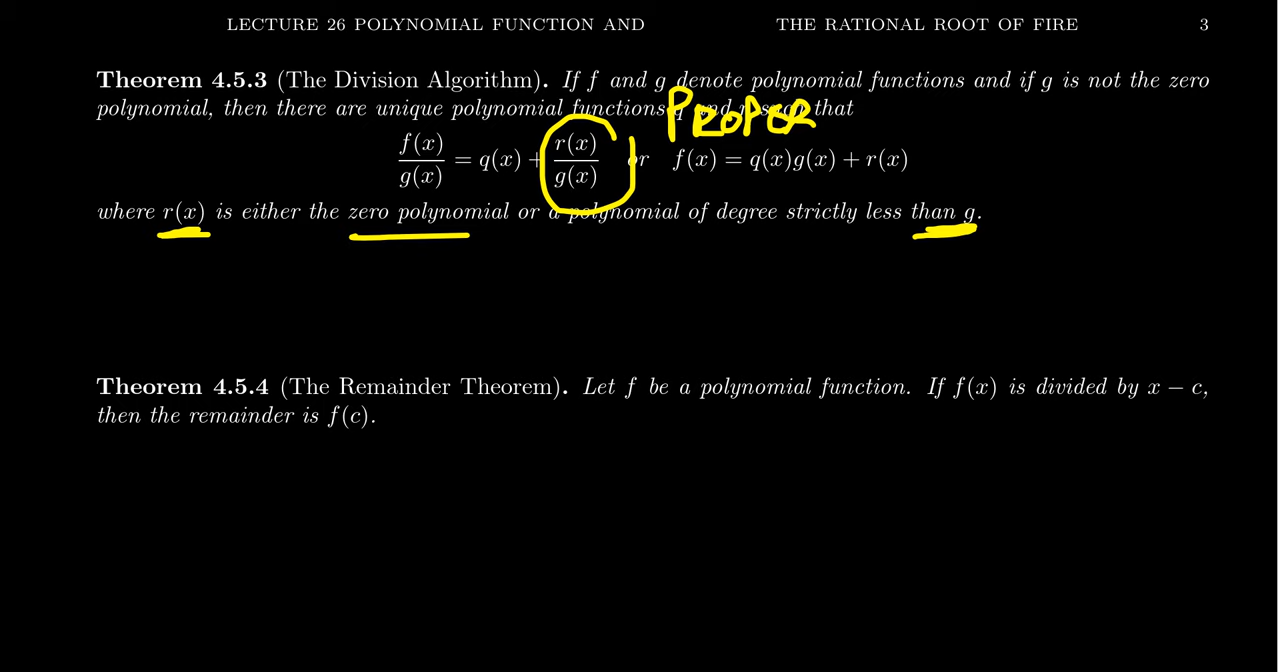 LECTURE 26 POLYNOMIAL FUNCTION AND THE RATIONAL ROOT OF FIRE 3
Theorem 4.5.3 (The Division Algorithm). If f and g denote polynomial functions and if g is not the zero
polynomial, then there are unique polynomial functions q and r such that
PROPER
f(x)/g(x) = q(x) + r(x)/g(x) or f(x) = q(x)g(x) + r(x)
where r(x) is either the zero polynomial or a polynomial of degree strictly less than g.
Theorem 4.5.4 (The Remainder Theorem). Let f be a polynomial function. If f(x) is divided by x − c,
then the remainder is f(c).